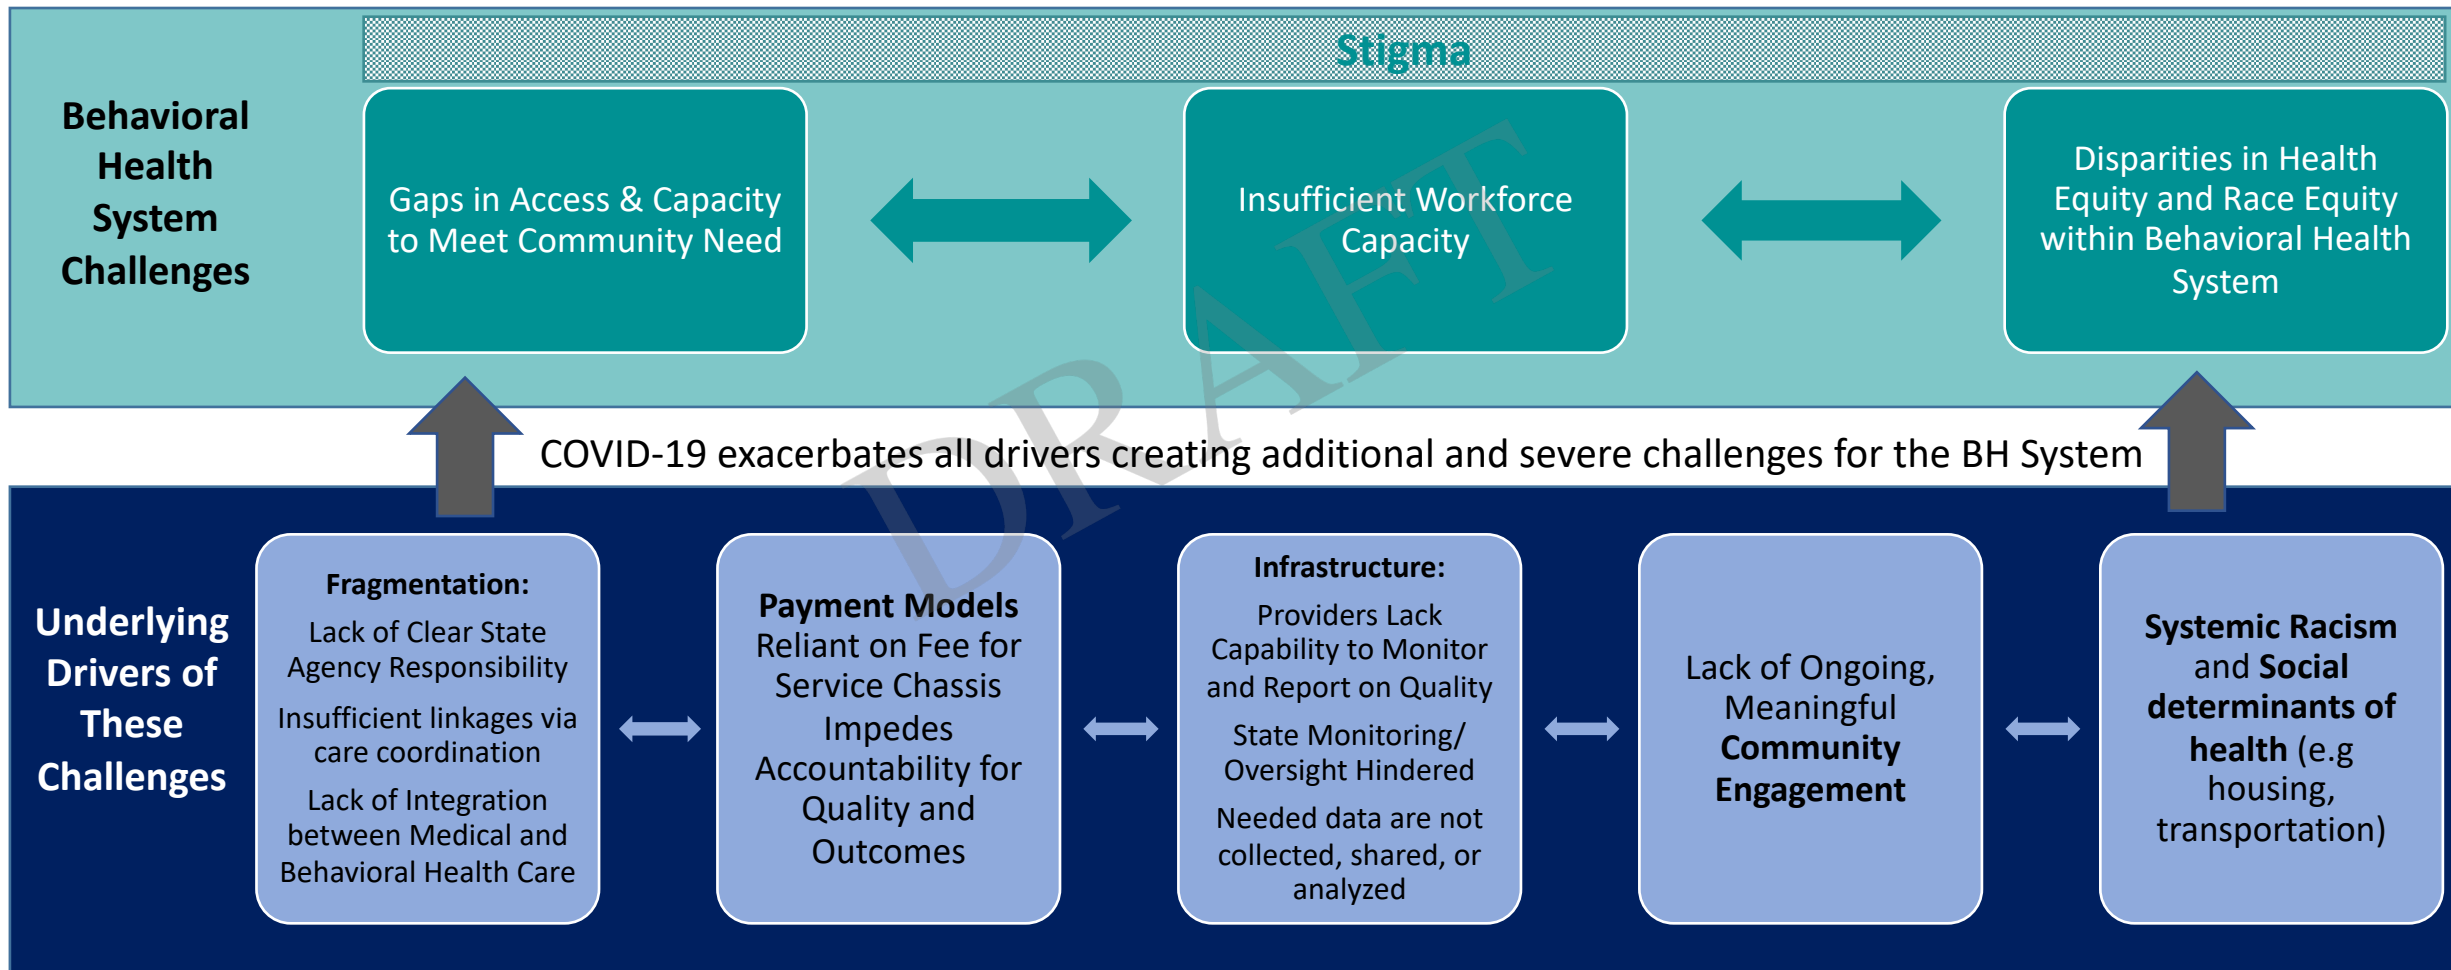 Stigma
Behavioral
Health
System
Challenges
Gaps in Access & Capacity
to Meet Community Need
Insufficient Workforce
Capacity
Disparities in Health
Equity and Race Equity
within Behavioral Health
System
DRAFT
COVID-19 exacerbates all drivers creating additional and severe challenges for the BH System
Underlying
Drivers of
These
Challenges
Fragmentation:
Lack of Clear State
Agency Responsibility
Insufficient linkages via
care coordination
Lack of Integration
between Medical and
Behavioral Health Care
Payment Models
Reliant on Fee for
Service Chassis
Impedes
Accountability for
Quality and
Outcomes
Infrastructure:
Providers Lack
Capability to Monitor
and Report on Quality
State Monitoring/
Oversight Hindered
Needed data are not
collected, shared, or
analyzed
Lack of Ongoing,
Meaningful
Community
Engagement
Systemic Racism
and Social
determinants of
health (e.g
housing,
transportation)